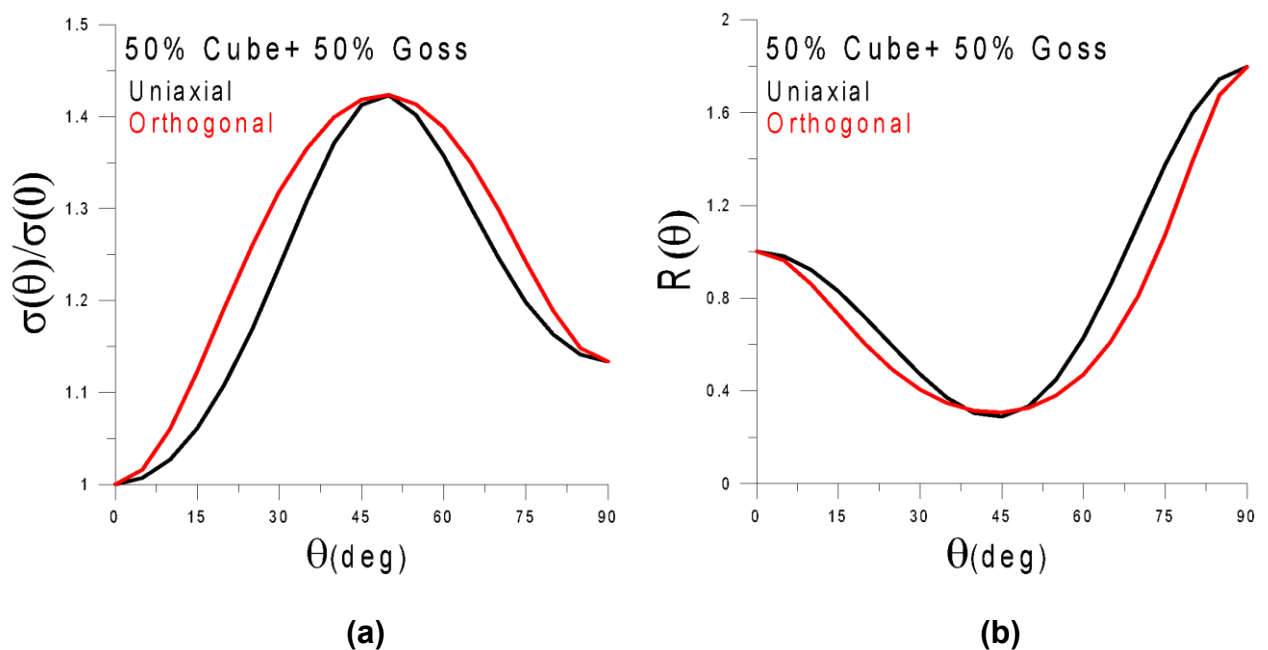 50% Cube+ 50% Goss
Uniaxial
Orthogonal
σ(θ)/σ(0)
1.5
1.4
1.3
1.2
1.1
1
0 15 30 45 60 75 90
θ(deg)
(a)
50% Cube+ 50% Goss
Uniaxial
Orthogonal
R(θ)
2
1.6
1.2
0.8
0.4
0
0 15 30 45 60 75 90
θ(deg)
(b)